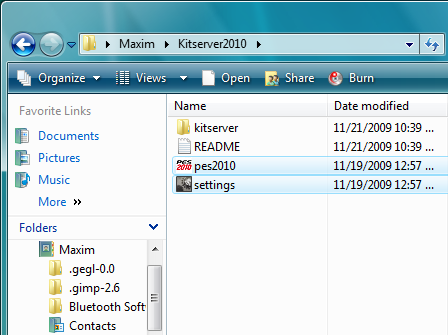 Maxim Kitserver2010
Organize Views Open Share Burn
Favorite Links
Documents
Pictures
Music
More »
Folders
Maxim
.gegl-0.0
.gimp-2.6
Bluetooth Soft
Contacts
Name Date modified
kitserver 11/21/2009 10:39 ...
README 11/21/2009 10:39 ...
PES 2010 pes2010 11/19/2009 12:57 ...
settings 11/19/2009 12:57 ...